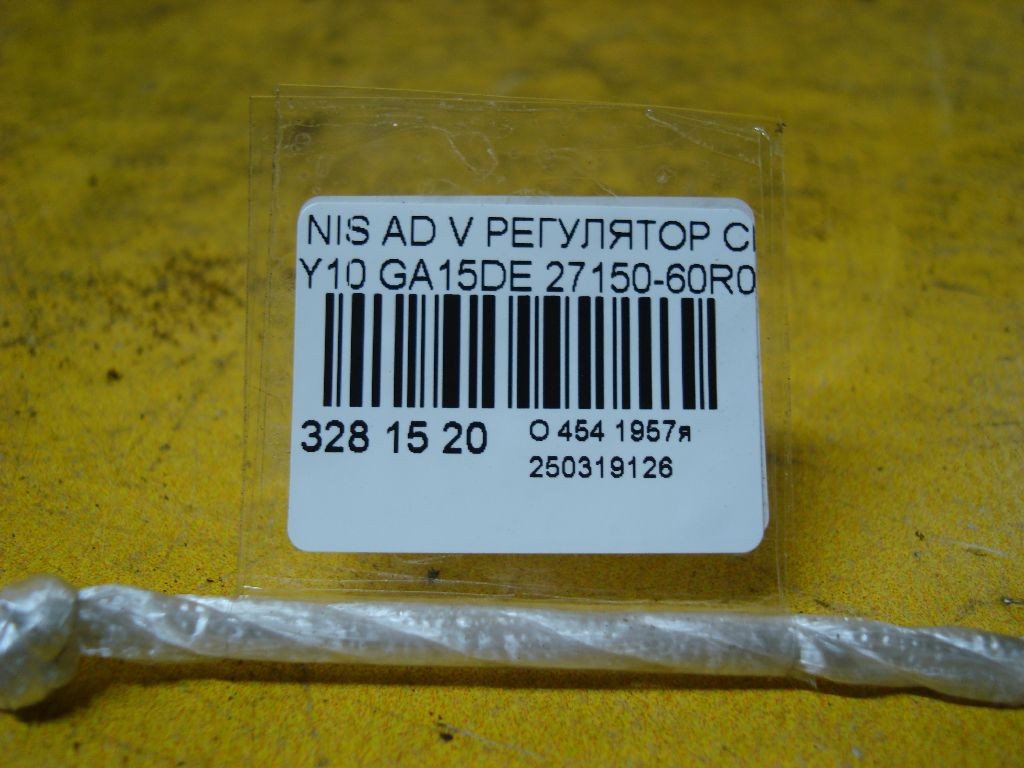 NIS AD V РЕГУЛЯТОР
Y10 GA15DE 27150-60R0
328 15 20
О 454 1957я
250319126